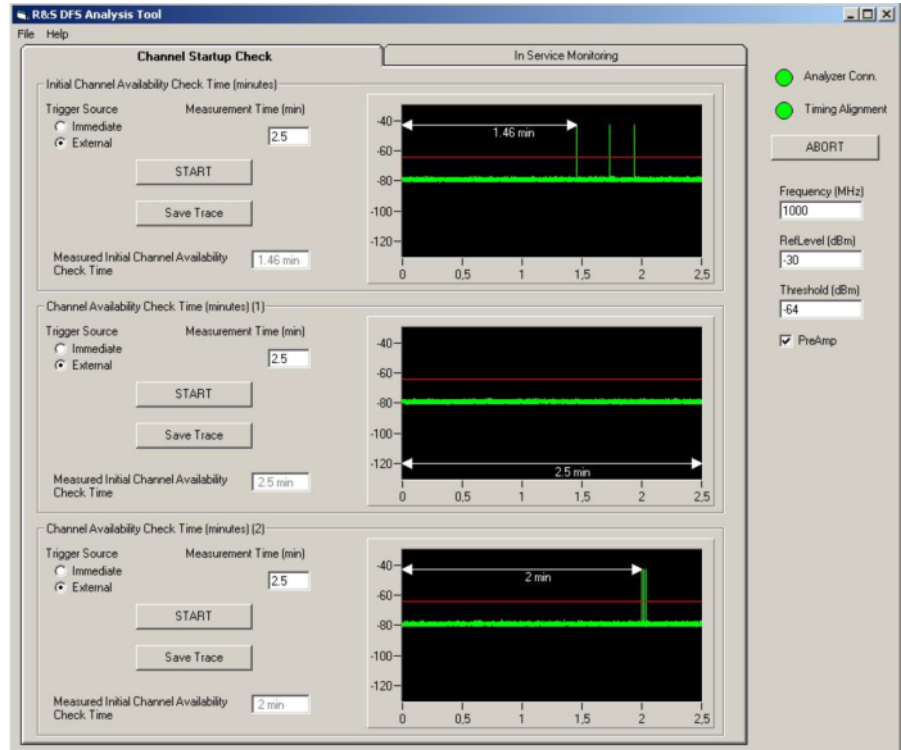 R&S DFS Analysis Tool
File Help
Channel Startup Check
In Service Monitoring
Initial Channel Availability Check Time (minutes)
Trigger Source
Measurement Time (min)
Immediate
External
2.5
START
Save Trace
Measured Initial Channel Availability
Check Time
1.46 min
-40
-60
-80
-100
-120
1.46 min
0 0,5 1 1,5 2 2,5
Channel Availability Check Time (minutes) (1)
Trigger Source
Measurement Time (min)
Immediate
External
2.5
START
Save Trace
Measured Initial Channel Availability
Check Time
2.5 min
-40
-60
-80
-100
-120
2.5 min
0 0,5 1 1,5 2 2,5
Channel Availability Check Time (minutes) (2)
Trigger Source
Measurement Time (min)
Immediate
External
2.5
START
Save Trace
Measured Initial Channel Availability
Check Time
2 min
-40
-60
-80
-100
-120
2 min
0 0,5 1 1,5 2 2,5
Analyzer Conn.
Timing Alignment
ABORT
Frequency (MHz)
1000
RefLevel (dBm)
-30
Threshold (dBm)
-64
PreAmp